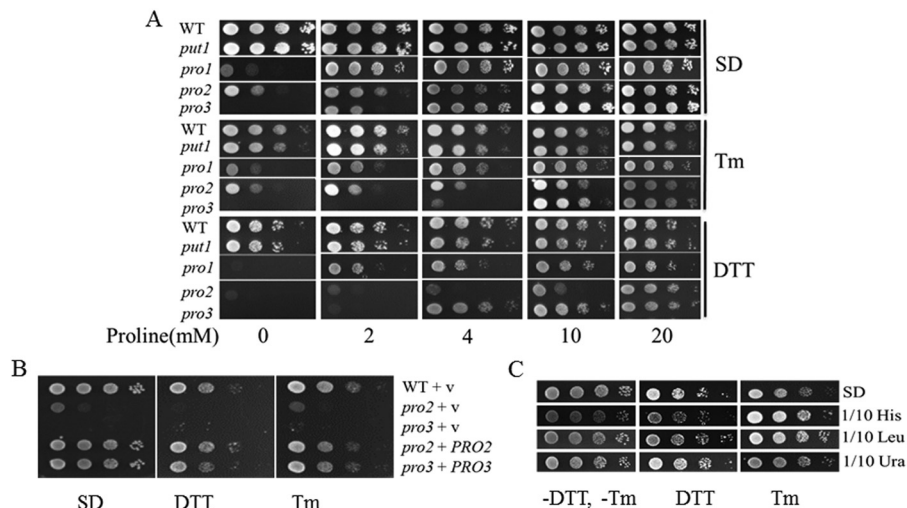 A
WT
put1
pro1
pro2
pro3
SD
WT
put1
pro1
pro2
pro3
Tm
WT
put1
pro1
pro2
pro3
DTT
Proline(mM) 0 2 4 10 20
B
WT + v
pro2 + v
pro3 + v
pro2 + PRO2
pro3 + PRO3
SD DTT Tm
C
SD
1/10 His
1/10 Leu
1/10 Ura
-DTT, -Tm DTT Tm